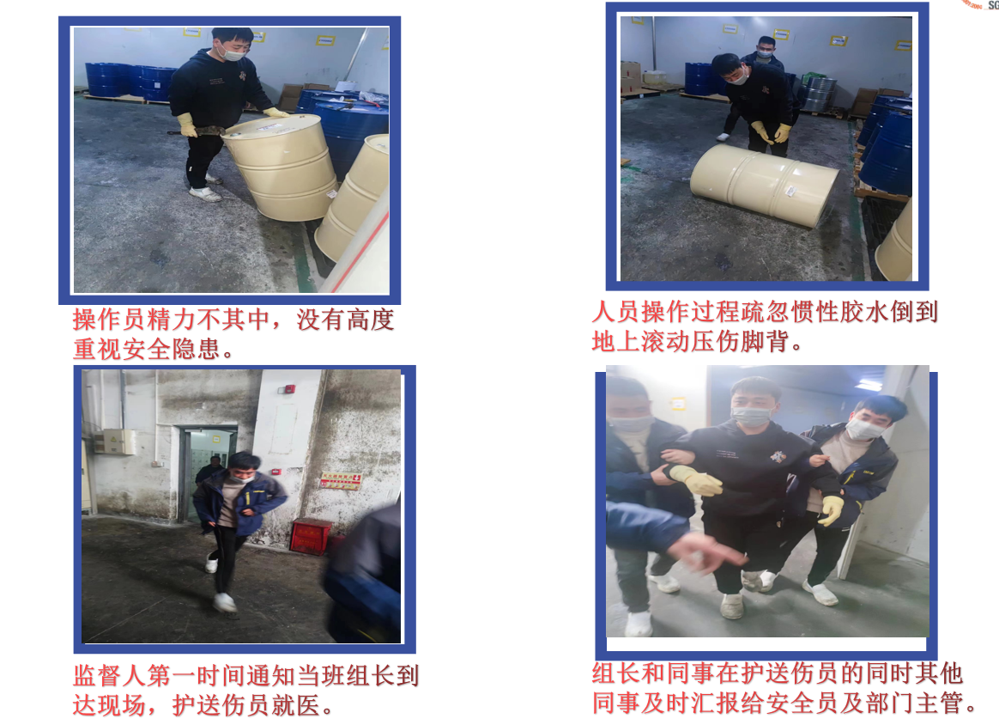 SG
操作员精力不其中，没有高度
重视安全隐患。
人员操作过程疏忽惯性胶水倒到
地上滚动压伤脚背。
监督人第一时间通知当班组长到
达现场，护送伤员就医。
组长和同事在护送伤员的同时其他
同事及时汇报给安全员及部门主管。